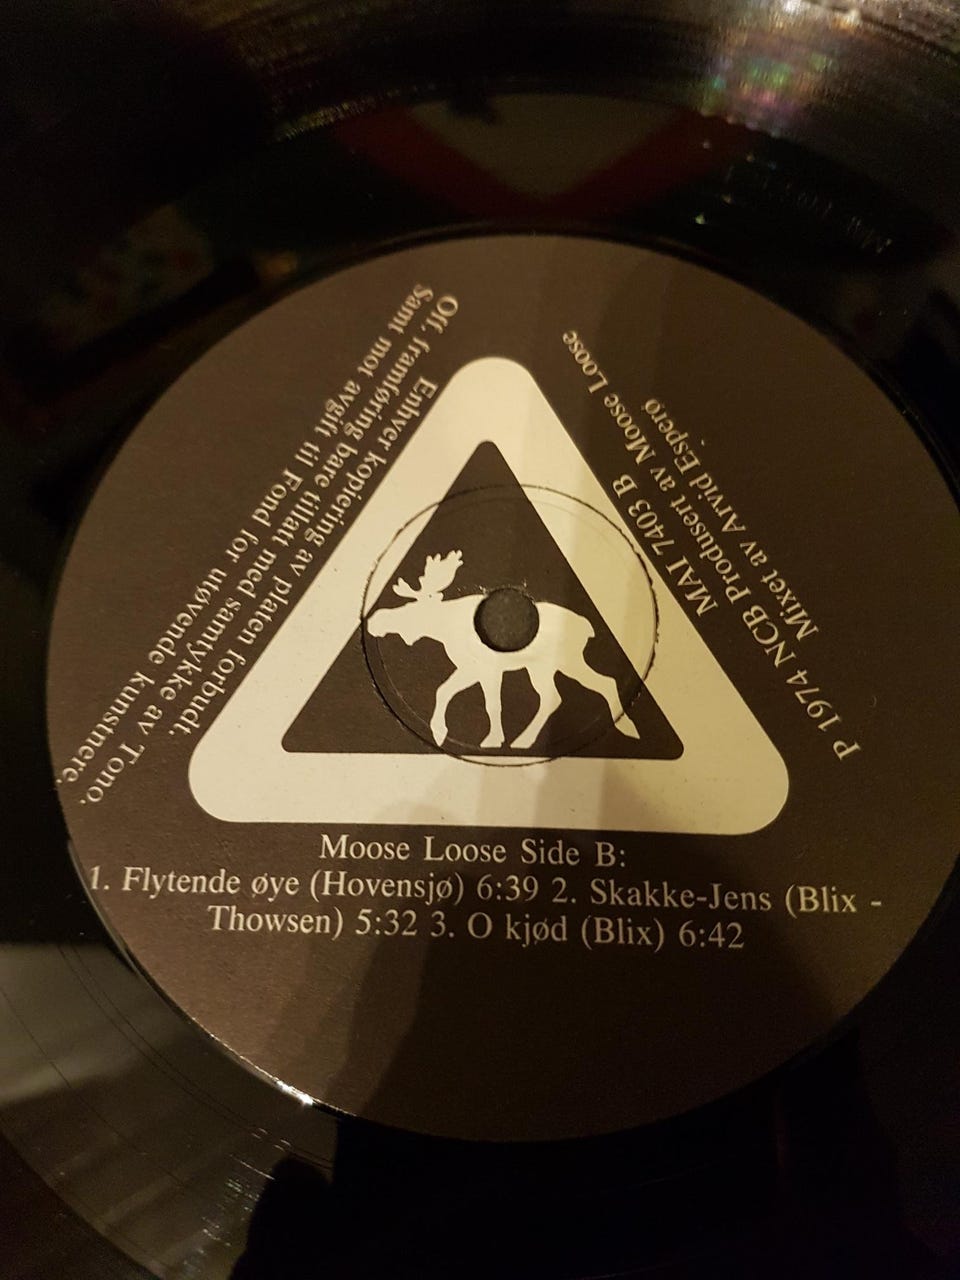 Enhver kopiering av platen forbudt.
Off. framføring bare tillatt med samtykke av Tono.
Samt mot avgift til Fond for utøvende kunstnere.
MAI 7403 B
P 1974 NCB Produsert av Moose Loose
Mixet av Arvid Esperø
Moose Loose Side B:
1. Flytende øye (Hovensjø) 6:39 2. Skakke-Jens (Blix -
Thowsen) 5:32 3. O kjød (Blix) 6:42